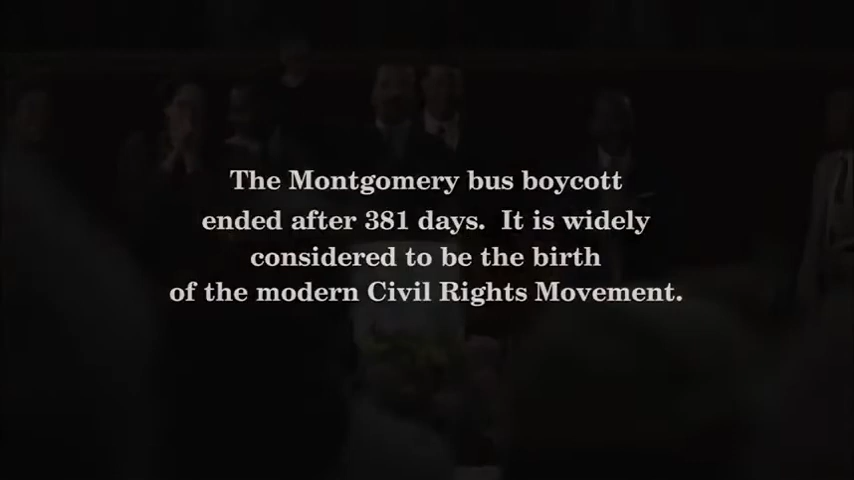 The Montgomery bus boycott
ended after 381 days.  It is widely
considered to be the birth
of the modern Civil Rights Movement.